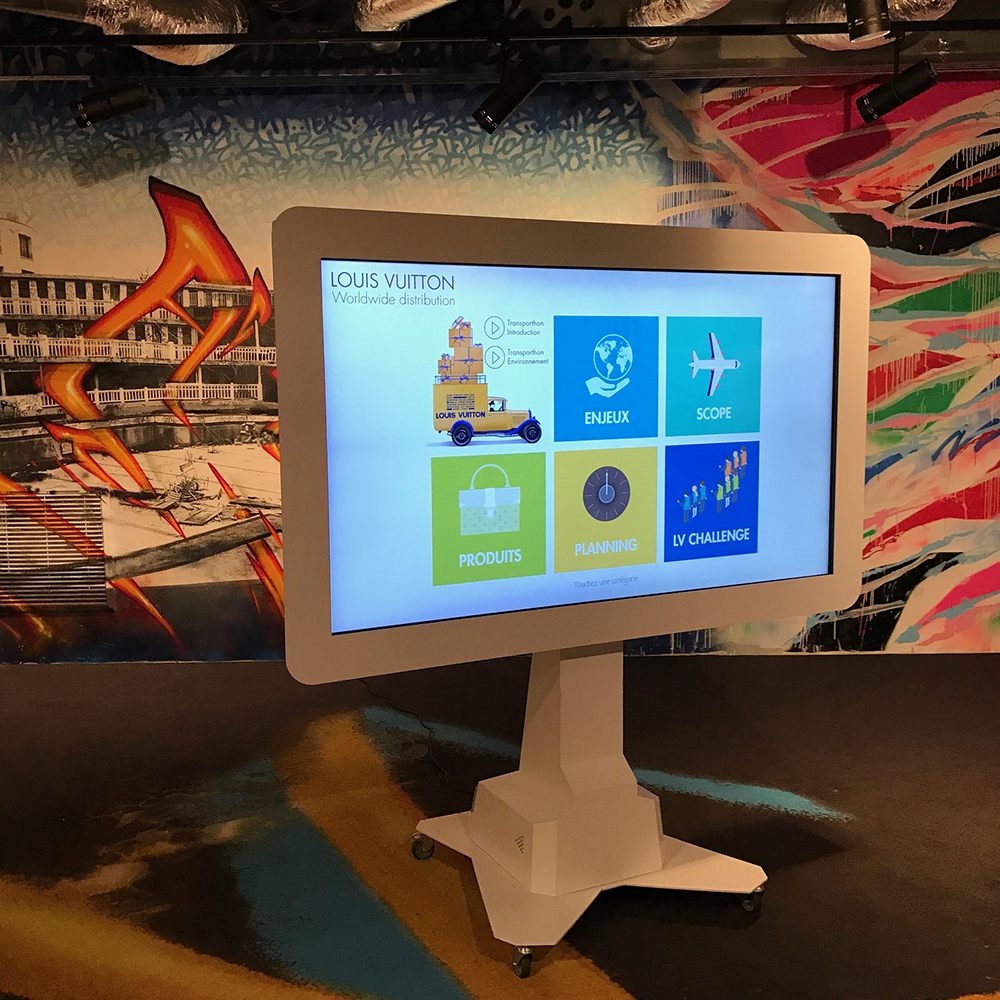 LOUIS VUITTON
Worldwide distribution
Transporthon
Introduction
Transporthon
Environnement
LOUIS VUITTON
ENJEUX
SCOPE
PRODUITS
PLANNING
LV CHALLENGE
Touchez une catégorie